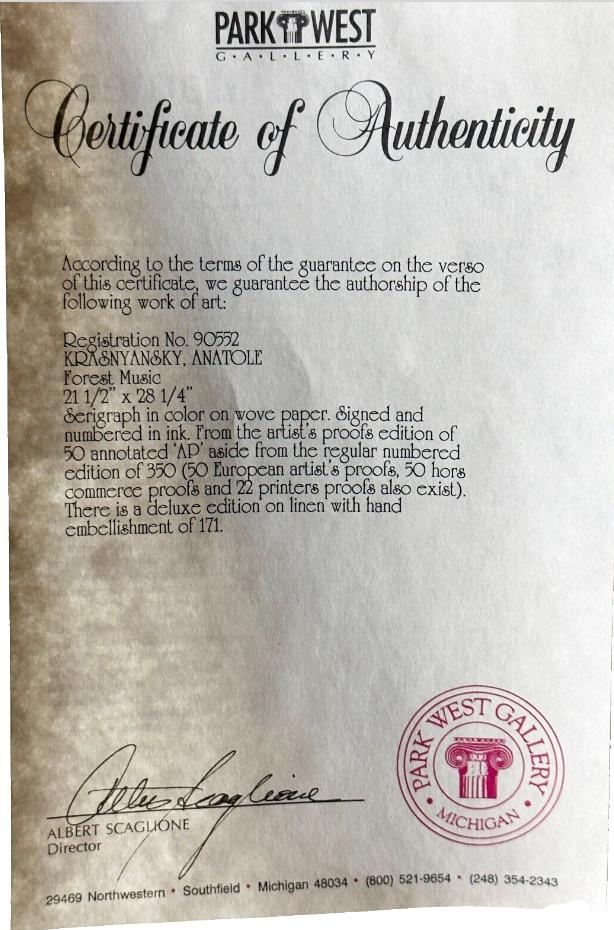 PARK WEST
G·A·L·L·E·R·Y
Certificate of Authenticity
According to the terms of the guarantee on the verso
of this certificate, we guarantee the authorship of the
following work of art:
Registration No. 90552
KRASNYANSKY, ANATOLE
Forest Music
21 1/2" x 28 1/4"
Serigraph in color on wove paper. Signed and
numbered in ink. From the artist's proofs edition of
50 annotated 'AP' aside from the regular numbered
edition of 350 (50 European artist's proofs, 50 hors
commerce proofs and 22 printers proofs also exist).
There is a deluxe edition on linen with hand
embellishment of 171.
Albert Scaglione
ALBERT SCAGLIONE
Director
PARK WEST GALLERY
• MICHIGAN •
29469 Northwestern • Southfield • Michigan 48034 • (800) 521-9654 • (248) 354-2343